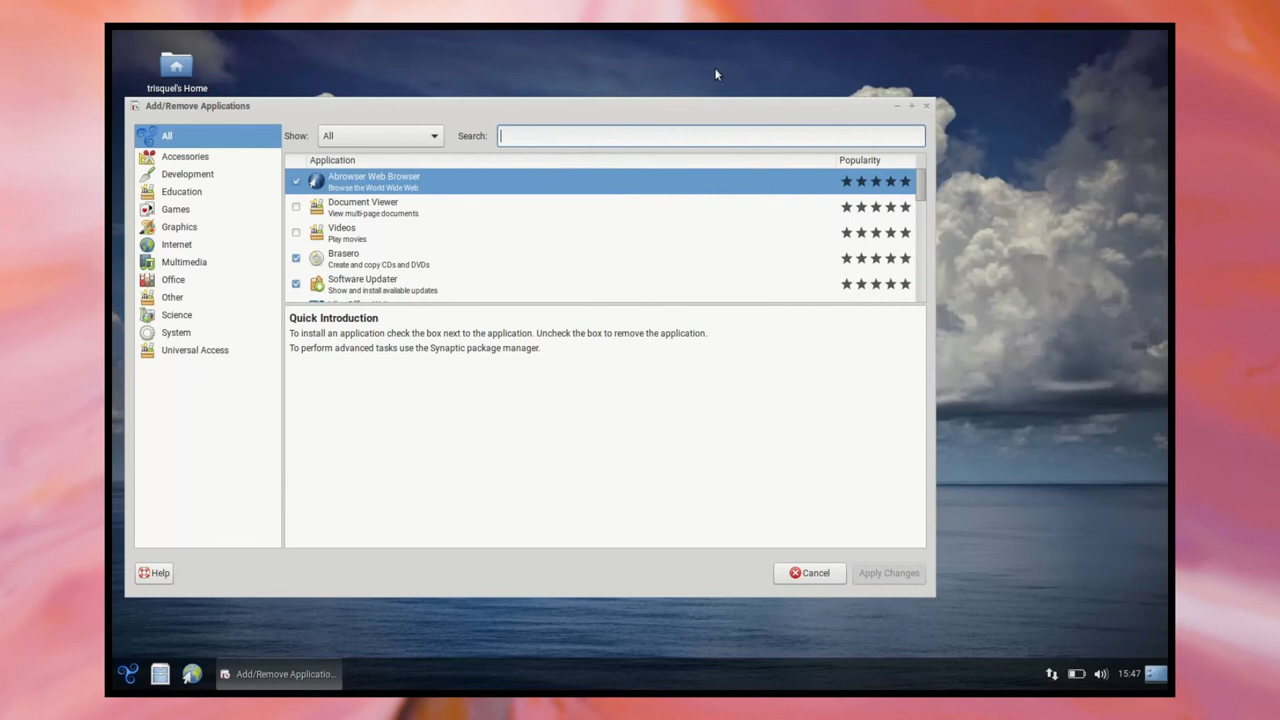 trisquel's Home
Add/Remove Applications
Show: All Search:
All
Accessories
Development
Education
Games
Graphics
Internet
Multimedia
Office
Other
Science
System
Universal Access
Application Popularity
Abrowser Web Browser
Browse the World Wide Web
Document Viewer
View multi-page documents
Videos
Play movies
Brasero
Create and copy CDs and DVDs
Software Updater
Show and install available updates
Quick Introduction
To install an application check the box next to the application. Uncheck the box to remove the application.
To perform advanced tasks use the Synaptic package manager.
Help Cancel Apply Changes
Add/Remove Applicatio... 15:47